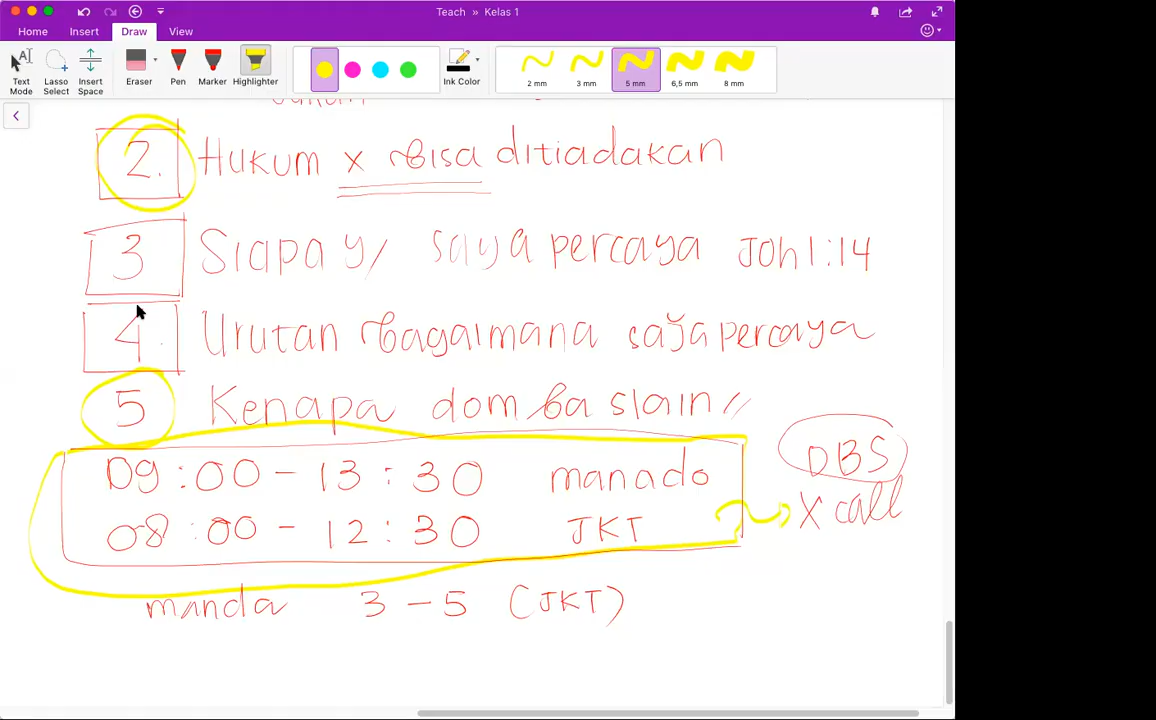 Teach > Kelas 1
Home Insert Draw View
Text Mode
Lasso Select
Insert Space
Eraser
Pen
Marker
Highlighter
Ink Color
2 mm
3 mm
5 mm
6,5 mm
8 mm
2. Hukum x bisa ditiadakan
3 Siapa y/ saya percaya Joh 1:14
4. Urutan bagaimana saya percaya
5 Kenapa domba slain //
09:00 - 13:30 manado
08:00 - 12:30 JKT
DBS
X call
manda 3 - 5 (JKT)